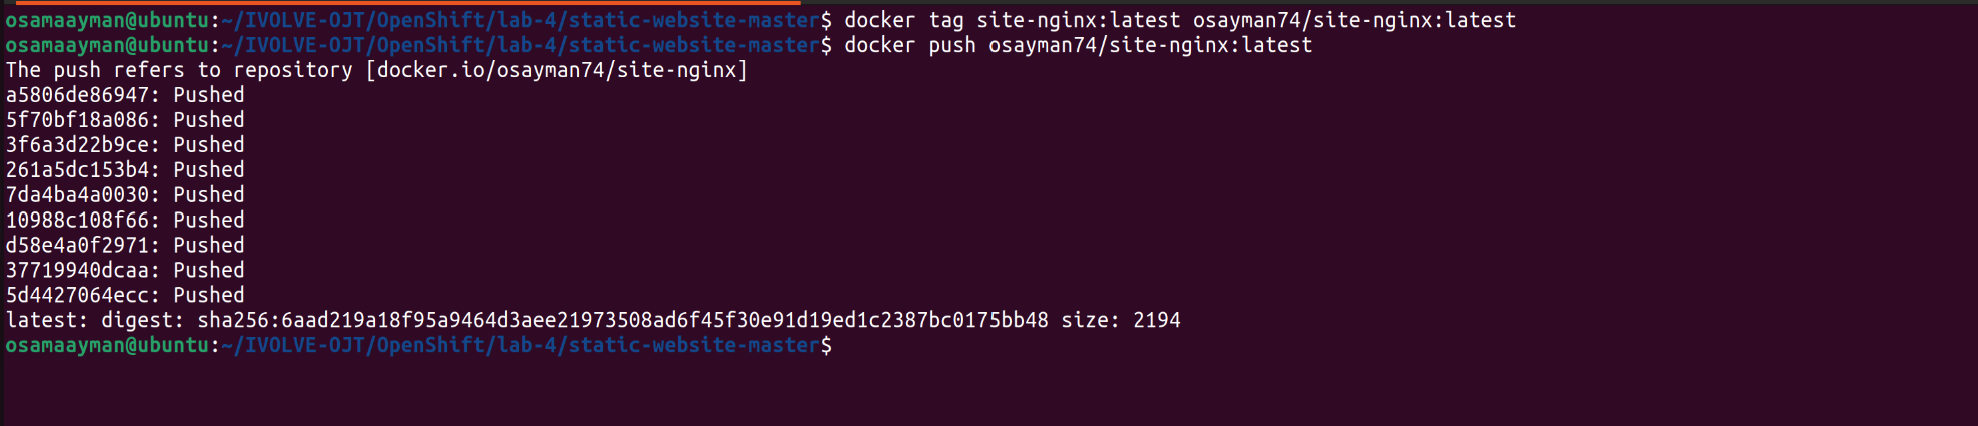 osamaayman@ubuntu:~/IVOLVE-OJT/OpenShift/lab-4/static-website-master$ docker tag site-nginx:latest osayman74/site-nginx:latest
osamaayman@ubuntu:~/IVOLVE-OJT/OpenShift/lab-4/static-website-master$ docker push osayman74/site-nginx:latest
The push refers to repository [docker.io/osayman74/site-nginx]
a5806de86947: Pushed
5f70bf18a086: Pushed
3f6a3d22b9ce: Pushed
261a5dc153b4: Pushed
7da4ba4a0030: Pushed
10988c108f66: Pushed
d58e4a0f2971: Pushed
37719940dcaa: Pushed
5d4427064ecc: Pushed
latest: digest: sha256:6aad219a18f95a9464d3aee21973508ad6f45f30e91d19ed1c2387bc0175bb48 size: 2194
osamaayman@ubuntu:~/IVOLVE-OJT/OpenShift/lab-4/static-website-master$